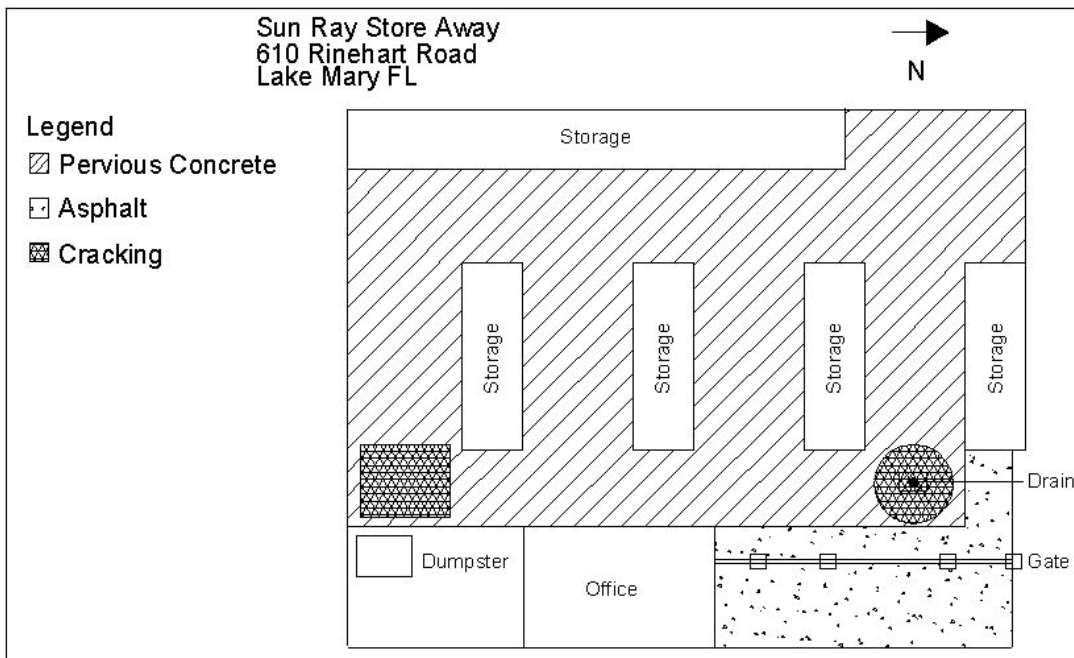 Sun Ray Store Away
610 Rinehart Road
Lake Mary FL
N
Legend
Pervious Concrete
Asphalt
Cracking
Storage
Storage
Storage
Storage
Storage
Drain
Dumpster
Office
Gate